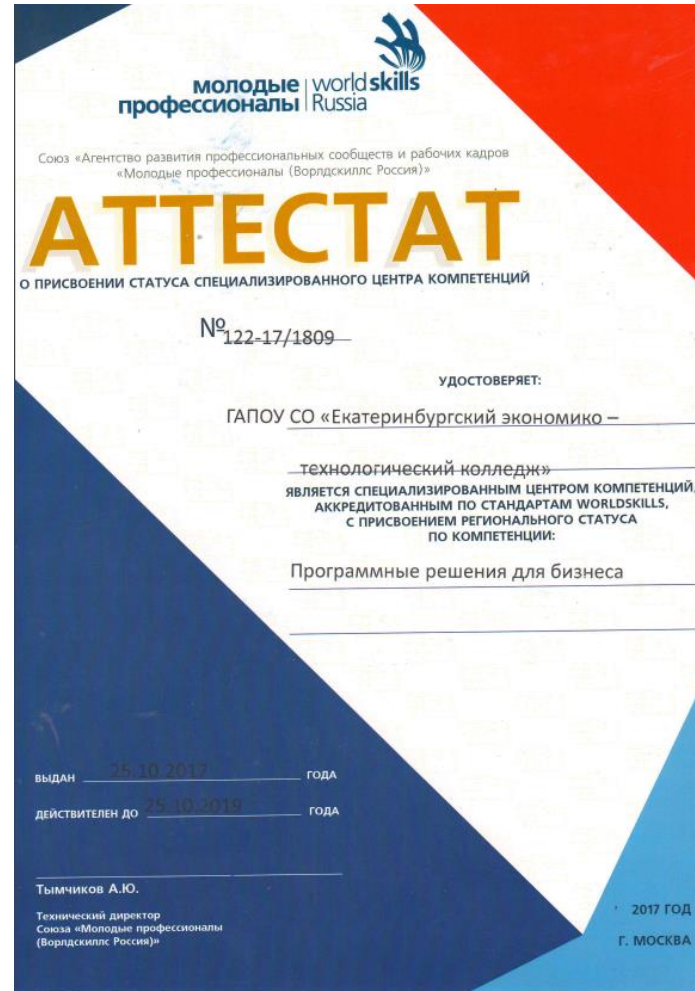 молодые профессионалы | worldskills Russia
Союз «Агентство развития профессиональных сообществ и рабочих кадров
«Молодые профессионалы (Ворлдскиллс Россия)»
АТТЕСТАТ
О ПРИСВОЕНИИ СТАТУСА СПЕЦИАЛИЗИРОВАННОГО ЦЕНТРА КОМПЕТЕНЦИЙ
№122-17/1809
УДОСТОВЕРЯЕТ:
ГАПОУ СО «Екатеринбургский экономико –
технологический колледж»
ЯВЛЯЕТСЯ СПЕЦИАЛИЗИРОВАННЫМ ЦЕНТРОМ КОМПЕТЕНЦИЙ,
АККРЕДИТОВАННЫМ ПО СТАНДАРТАМ WORLDSKILLS,
С ПРИСВОЕНИЕМ РЕГИОНАЛЬНОГО СТАТУСА
ПО КОМПЕТЕНЦИИ:
Программные решения для бизнеса
ВЫДАН 25.10.2017 ГОДА
ДЕЙСТВИТЕЛЕН ДО 25.10.2019 ГОДА
Тымчиков А.Ю.
Технический директор
Союза «Молодые профессионалы
(Ворлдскиллс Россия)»
2017 ГОД
Г. МОСКВА